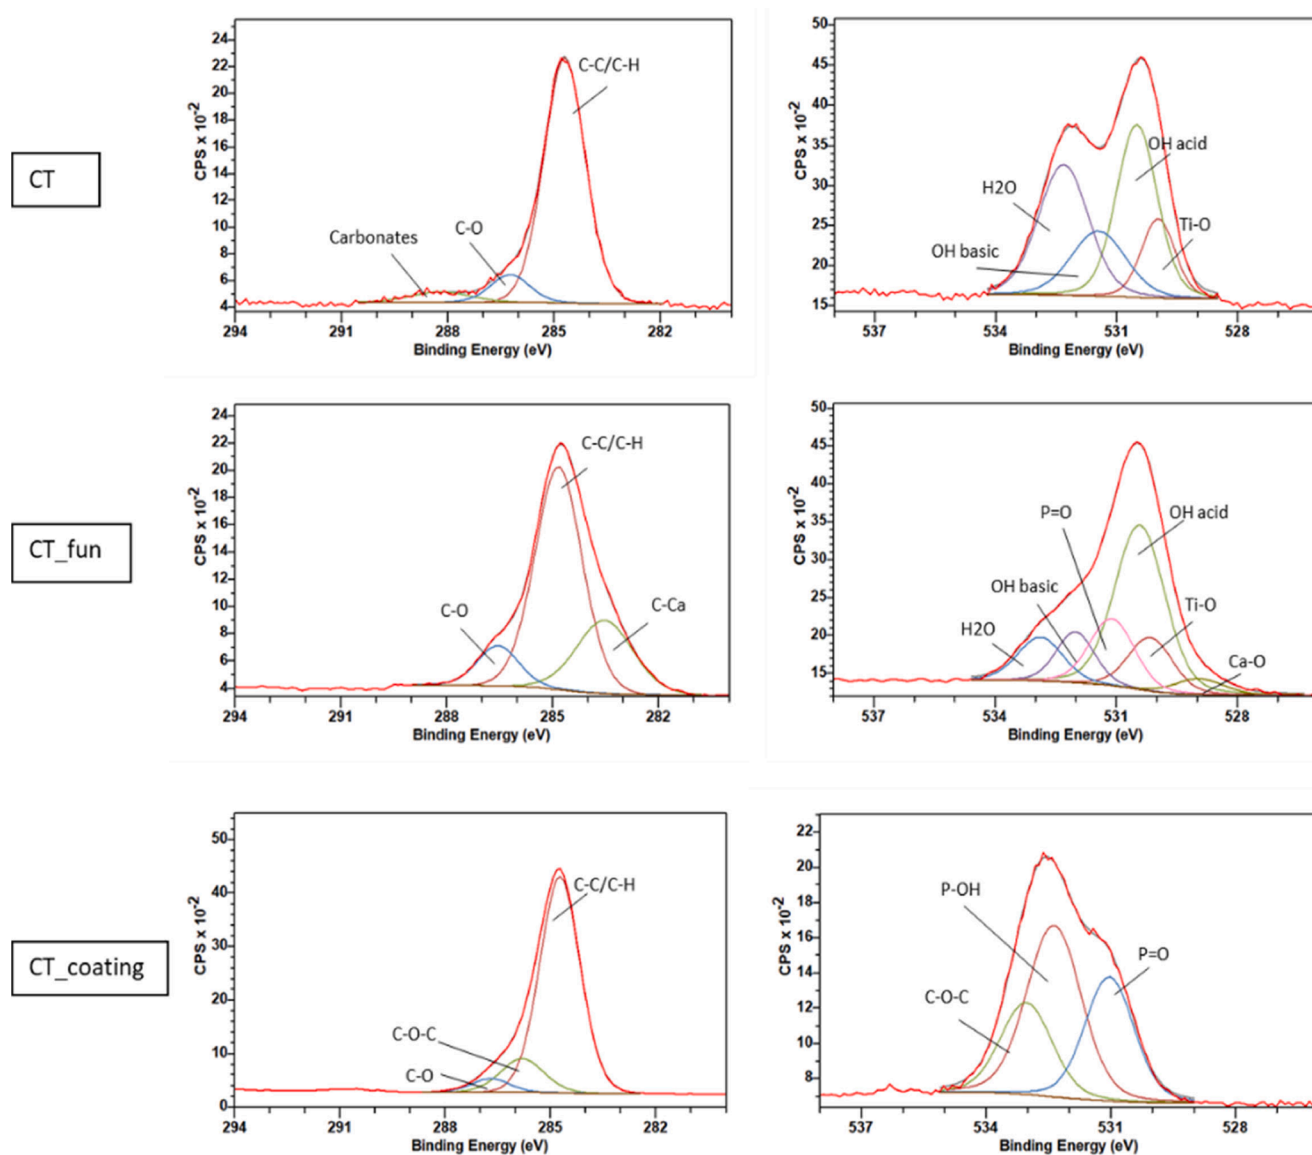 CT
CPS x 10-2
24
22
20
18
16
14
12
10
8
6
4
C-C/C-H
C-O
Carbonates
294 291 288 285 282
Binding Energy (eV)
CPS x 10-2
50
45
40
35
30
25
20
15
OH acid
H2O
Ti-O
OH basic
537 534 531 528
Binding Energy (eV)
CT_fun
CPS x 10-2
24
22
20
18
16
14
12
10
8
6
4
C-C/C-H
C-O
C-Ca
294 291 288 285 282
Binding Energy (eV)
CPS x 10-2
50
45
40
35
30
25
20
15
P=O
OH acid
OH basic
Ti-O
H2O
Ca-O
537 534 531 528
Binding Energy (eV)
CT_coating
CPS x 10-2
50
40
30
20
10
0
C-C/C-H
C-O-C
C-O
294 291 288 285 282
Binding Energy (eV)
CPS x 10-2
22
20
18
16
14
12
10
8
P-OH
P=O
C-O-C
537 534 531 528
Binding Energy (eV)